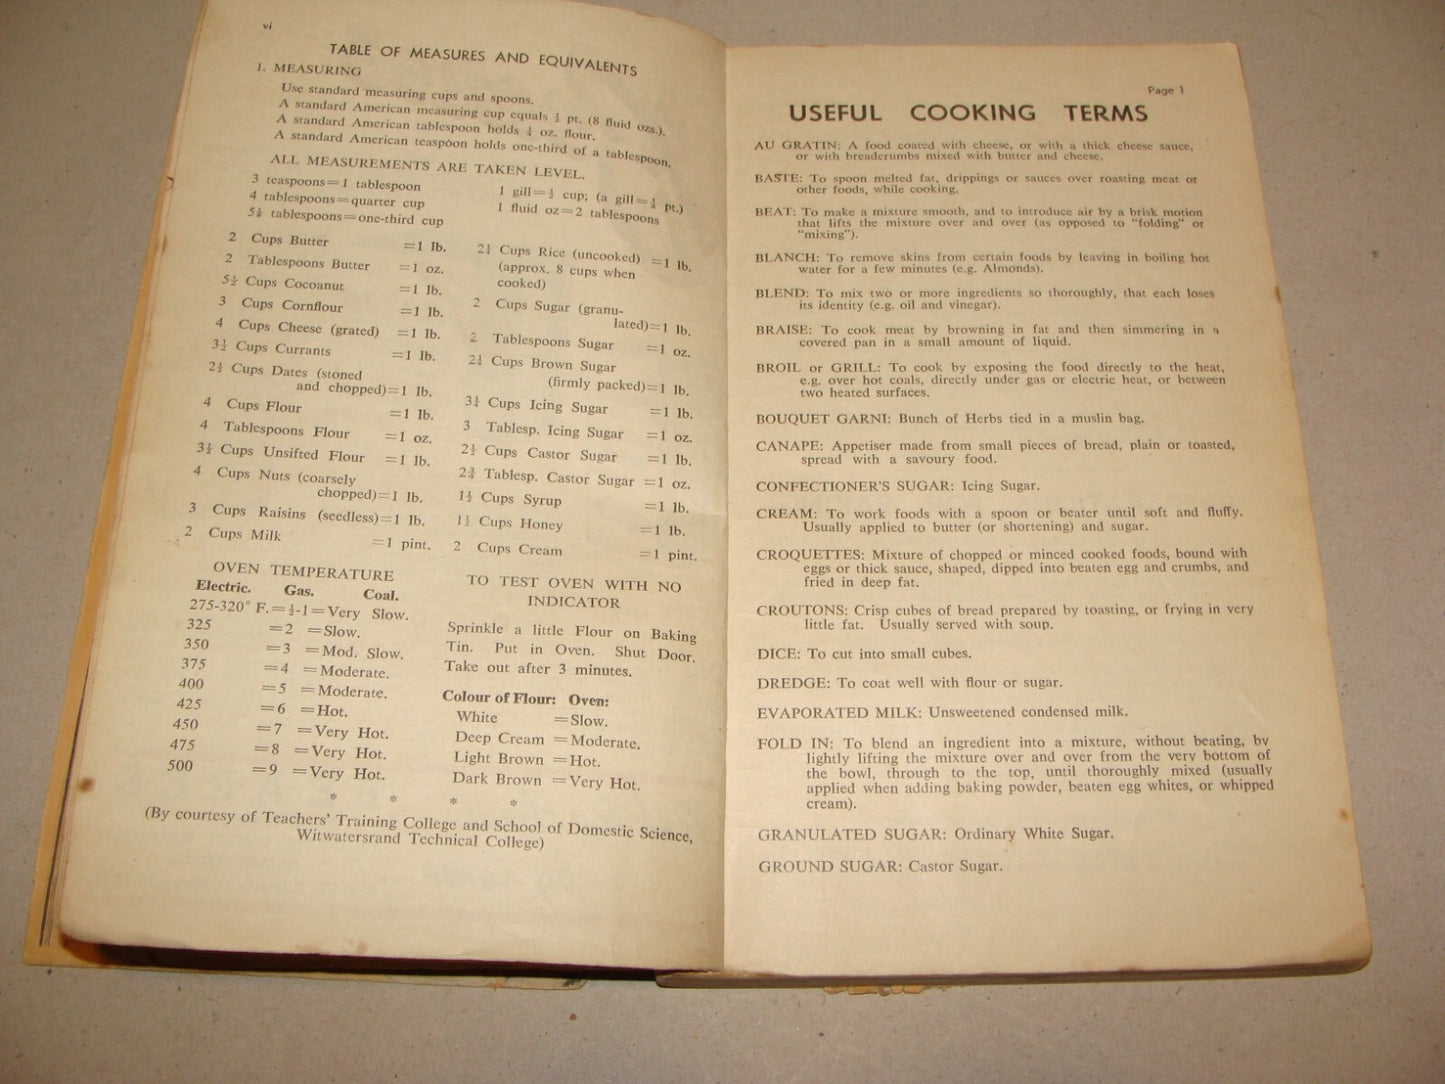 vi
TABLE OF MEASURES AND EQUIVALENTS
1. MEASURING
Use standard measuring cups and spoons.
A standard American measuring cup equals ½ pt. (8 fluid ozs.).
A standard American tablespoon holds ¼ oz. flour.
A standard American teaspoon holds one-third of a tablespoon.
ALL MEASUREMENTS ARE TAKEN LEVEL.
3 teaspoons=1 tablespoon
4 tablespoons=quarter cup
5⅓ tablespoons=one-third cup
1 gill=½ cup; (a gill=¼ pt.)
1 fluid oz=2 tablespoons
2 Cups Butter =1 lb.
2 Tablespoons Butter =1 oz.
5½ Cups Cocoanut =1 lb.
3 Cups Cornflour =1 lb.
4 Cups Cheese (grated) =1 lb.
3½ Cups Currants =1 lb.
2½ Cups Dates (stoned
and chopped)=1 lb.
4 Cups Flour =1 lb.
4 Tablespoons Flour =1 oz.
3½ Cups Unsifted Flour =1 lb.
4 Cups Nuts (coarsely
chopped)=1 lb.
3 Cups Raisins (seedless)=1 lb.
2 Cups Milk =1 pint.
2¼ Cups Rice (uncooked) =1 lb.
(approx. 8 cups when
cooked)
2 Cups Sugar (granu-
lated)=1 lb.
2 Tablespoons Sugar =1 oz.
Cups Brown Sugar
(firmly packed)=1 lb.
Cups Icing Sugar =1 lb.
3 Tablesp. Icing Sugar =1 oz.
Cups Castor Sugar =1 lb.
Tablesp. Castor Sugar =1 oz.
Cups Syrup =1 lb.
Cups Honey =1 lb.
2 Cups Cream =1 pint.
OVEN TEMPERATURE
Electric. Gas. Coal.
275-320° F.=½-1=Very Slow.
325 =2 =Slow.
350 =3 =Mod. Slow.
375 =4 =Moderate.
400 =5 =Moderate.
425 =6 =Hot.
450 =7 =Very Hot.
475 =8 =Very Hot.
500 =9 =Very Hot.
TO TEST OVEN WITH NO
INDICATOR
Sprinkle a little Flour on Baking
Tin. Put in Oven. Shut Door.
Take out after 3 minutes.
Colour of Flour: Oven:
White =Slow.
Deep Cream =Moderate.
Light Brown =Hot.
Dark Brown =Very Hot.
* * * *
(By courtesy of Teachers' Training College and School of Domestic Science,
Witwatersrand Technical College)
Page 1
USEFUL COOKING TERMS
AU GRATIN: A food coated with cheese, or with a thick cheese sauce,
or with breadcrumbs mixed with butter and cheese.
BASTE: To spoon melted fat, drippings or sauces over roasting meat or
other foods, while cooking.
BEAT: To make a mixture smooth, and to introduce air by a brisk motion
that lifts the mixture over and over (as opposed to "folding" or
"mixing").
BLANCH: To remove skins from certain foods by leaving in boiling hot
water for a few minutes (e.g. Almonds).
BLEND: To mix two or more ingredients so thoroughly, that each loses
its identity (e.g. oil and vinegar).
BRAISE: To cook meat by browning in fat and then simmering in a
covered pan in a small amount of liquid.
BROIL or GRILL: To cook by exposing the food directly to the heat,
e.g. over hot coals, directly under gas or electric heat, or between
two heated surfaces.
BOUQUET GARNI: Bunch of Herbs tied in a muslin bag.
CANAPE: Appetiser made from small pieces of bread, plain or toasted,
spread with a savoury food.
CONFECTIONER'S SUGAR: Icing Sugar.
CREAM: To work foods with a spoon or beater until soft and fluffy.
Usually applied to butter (or shortening) and sugar.
CROQUETTES: Mixture of chopped or minced cooked foods, bound with
eggs or thick sauce, shaped, dipped into beaten egg and crumbs, and
fried in deep fat.
CROUTONS: Crisp cubes of bread prepared by toasting, or frying in very
little fat. Usually served with soup.
DICE: To cut into small cubes.
DREDGE: To coat well with flour or sugar.
EVAPORATED MILK: Unsweetened condensed milk.
FOLD IN: To blend an ingredient into a mixture, without beating, by
lightly lifting the mixture over and over from the very bottom of
the bowl, through to the top, until thoroughly mixed (usually
applied when adding baking powder, beaten egg whites, or whipped
cream).
GRANULATED SUGAR: Ordinary White Sugar.
GROUND SUGAR: Castor Sugar.